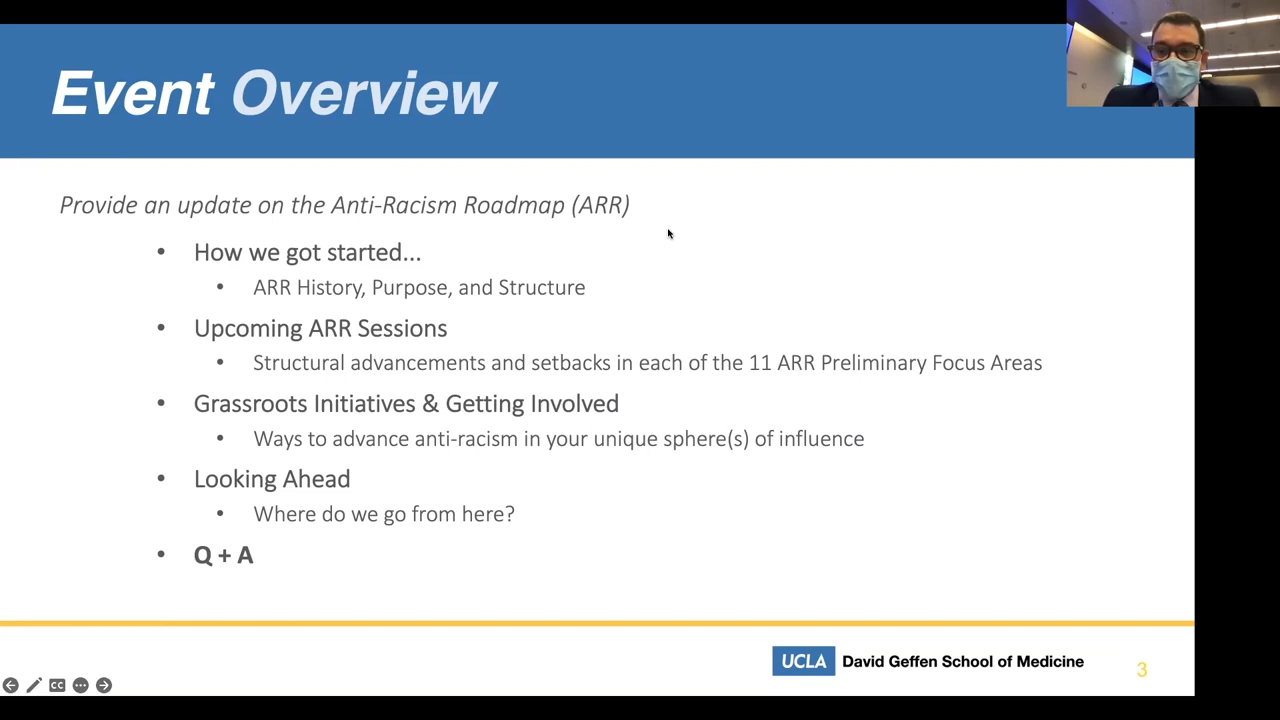 Event Overview
Provide an update on the Anti-Racism Roadmap (ARR)
• How we got started...
• ARR History, Purpose, and Structure
• Upcoming ARR Sessions
• Structural advancements and setbacks in each of the 11 ARR Preliminary Focus Areas
• Grassroots Initiatives & Getting Involved
• Ways to advance anti-racism in your unique sphere(s) of influence
• Looking Ahead
• Where do we go from here?
• Q + A
UCLA David Geffen School of Medicine
3
CC